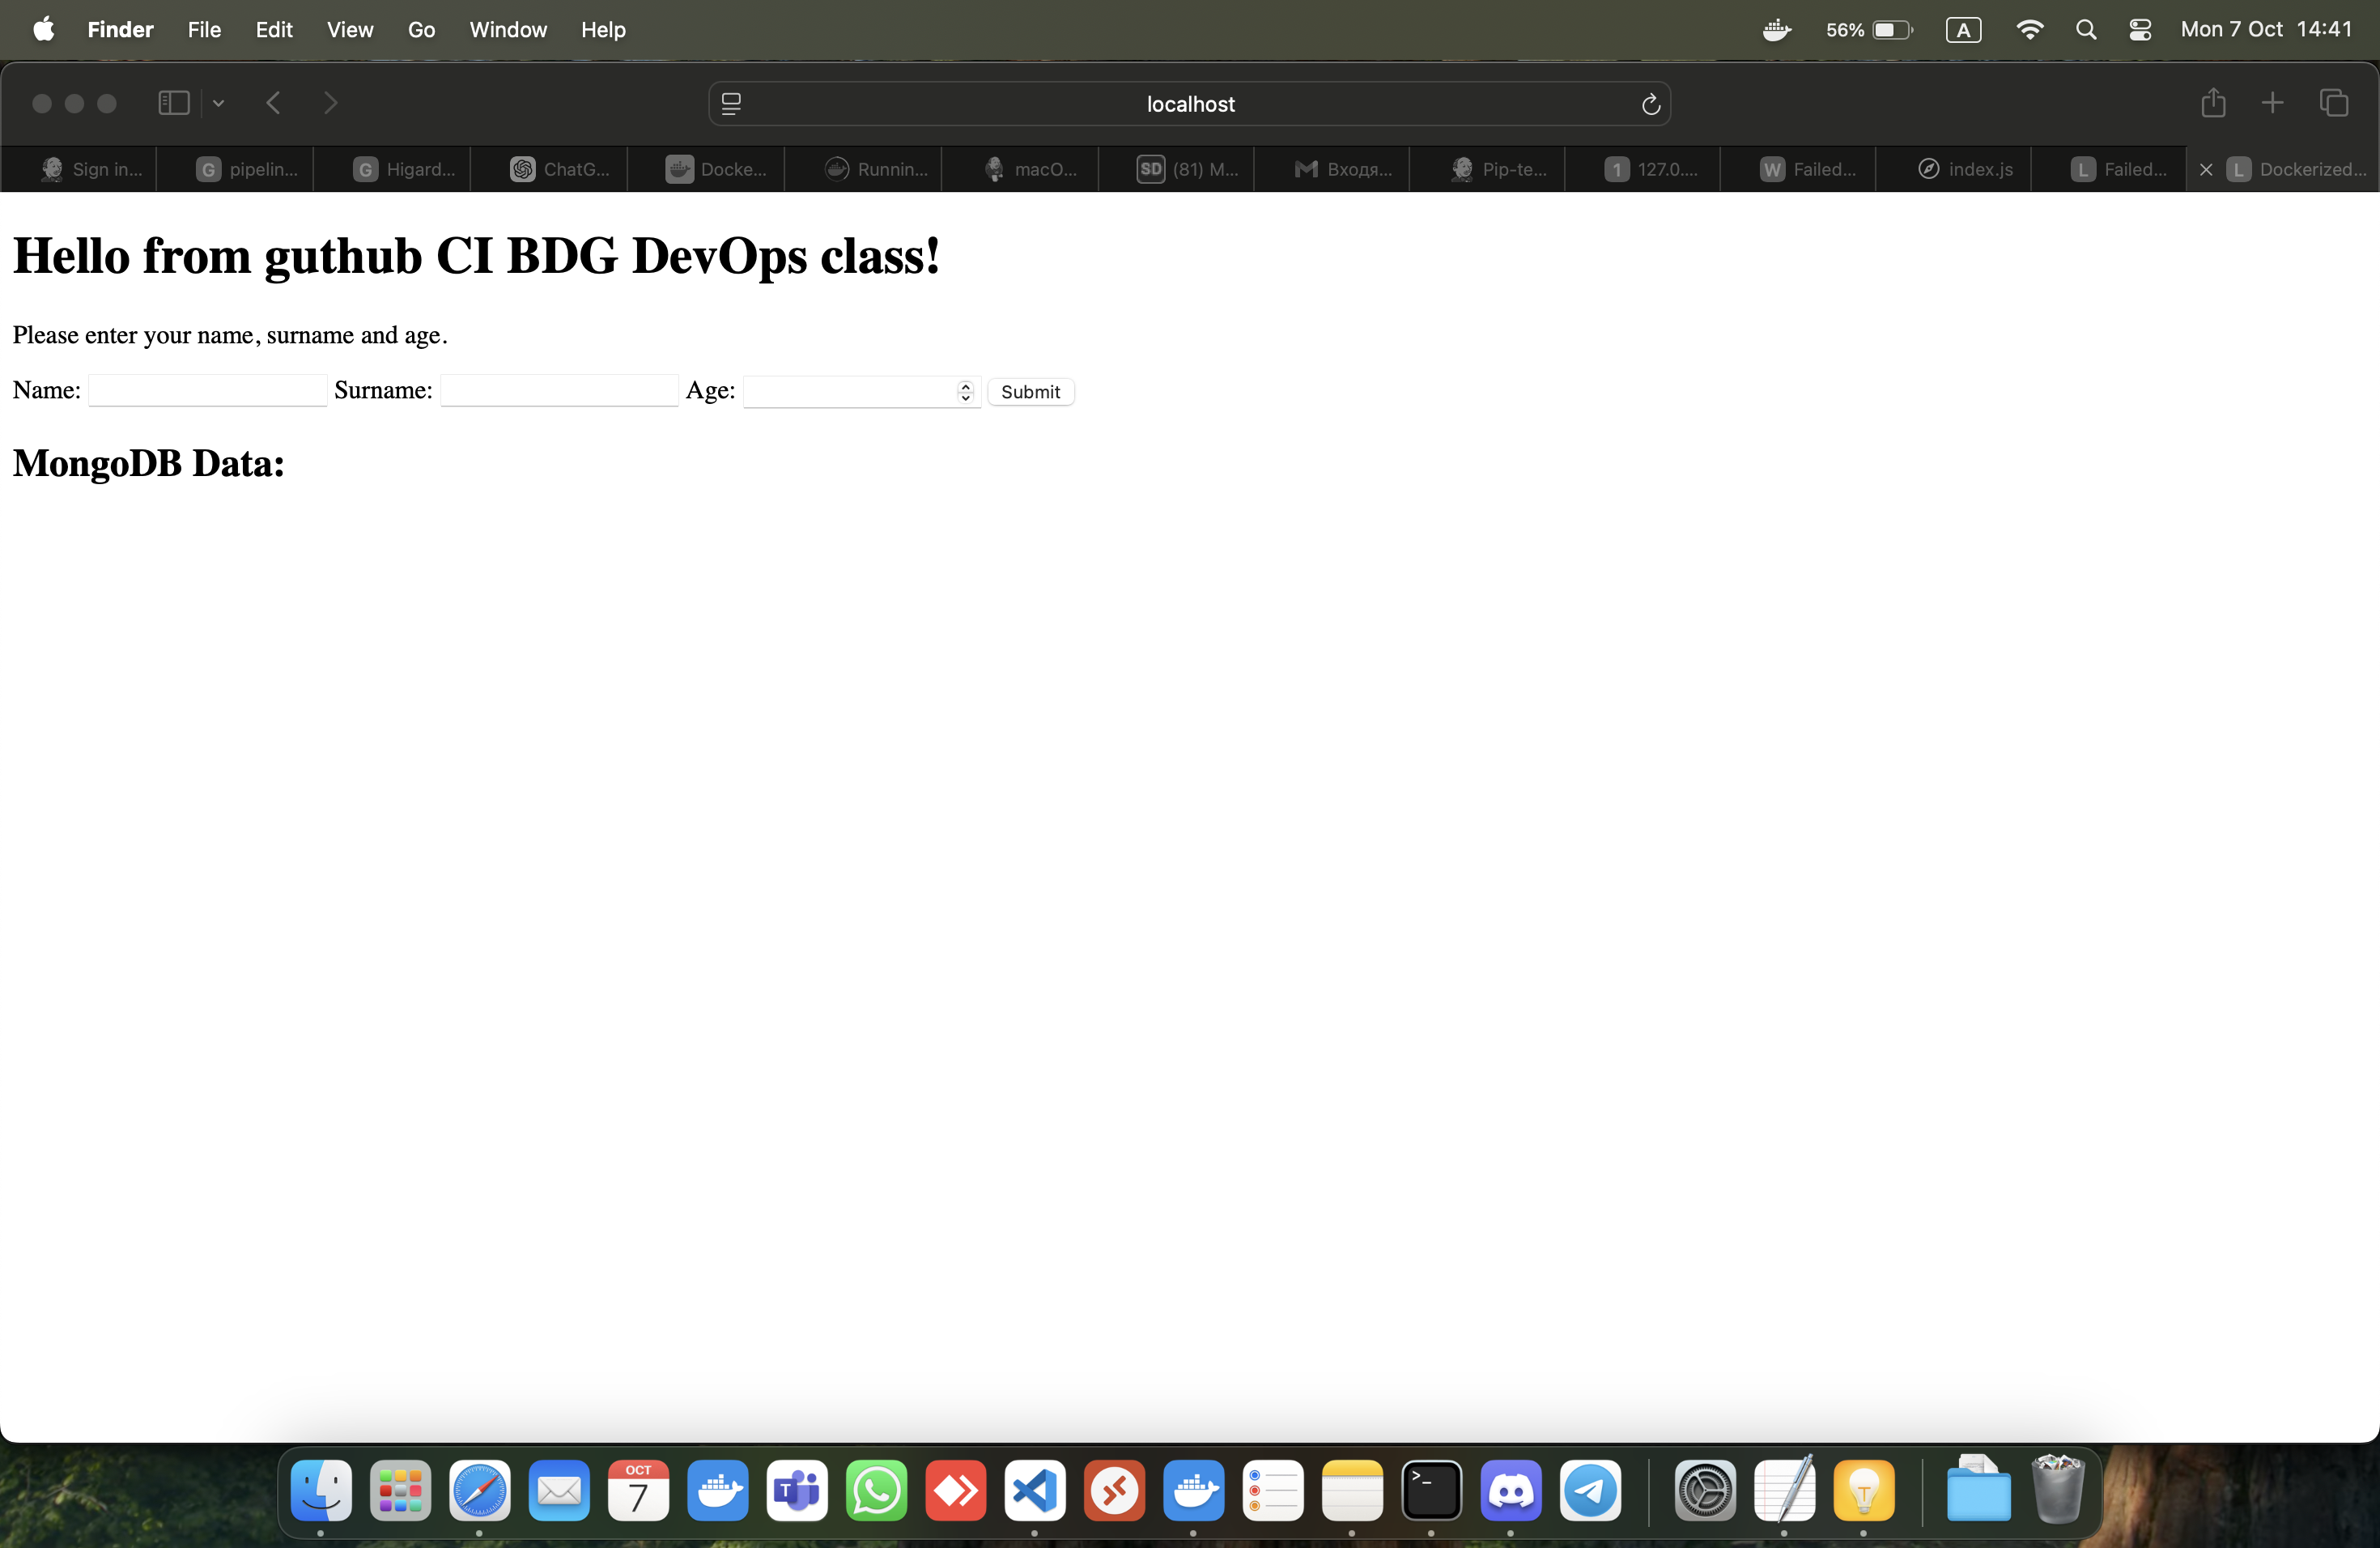 Finder File Edit View Go Window Help 56% A Mon 7 Oct 14:41
localhost
Sign in... G pipelin... G Higard... ChatG... Docke... Runnin... macO... SD (81) M... Входя... Pip-te... 1 127.0.... W Failed... index.js L Failed... L Dockerized...
Hello from guthub CI BDG DevOps class!
Please enter your name, surname and age.
Name: Surname: Age: Submit
MongoDB Data:
OCT
7
T
>_
T